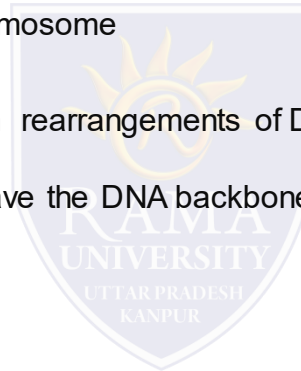 mosome
rearrangements of D
ave the DNA backbone
RAMA
UNIVERSITY
UTTAR PRADESH
KANPUR